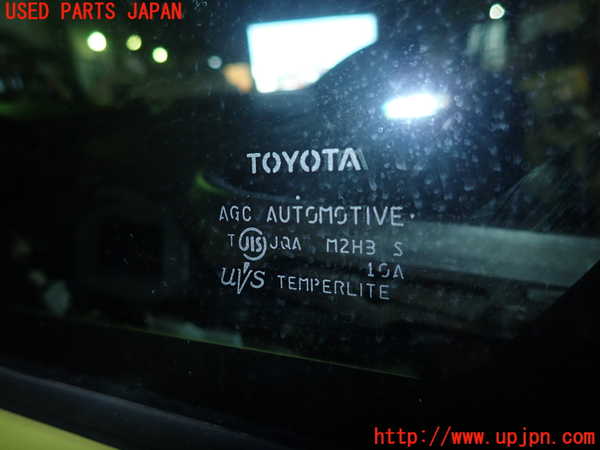 USED PARTS JAPAN
TOYOTA
AGC AUTOMOTIVE
T JIS JQA M2H3 S
10A
UVS TEMPERLITE
http://www.upjpn.com/